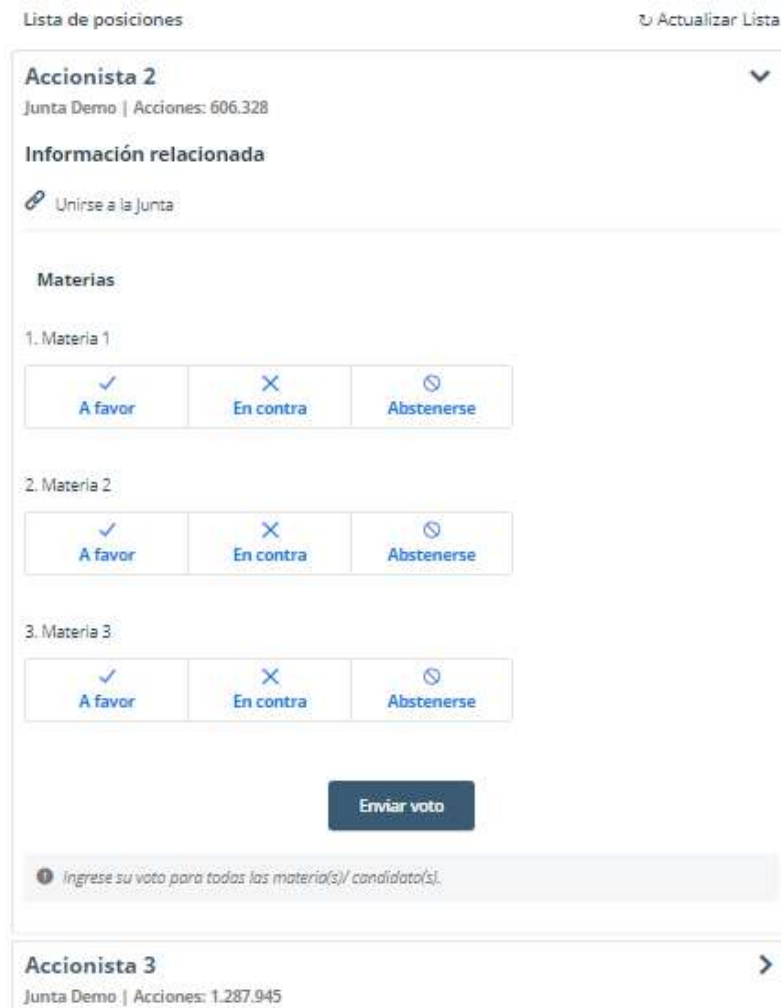 Lista de posiciones
↻ Actualizar Lista
Accionista 2
Junta Demo | Acciones: 606.328
Información relacionada
Unirse a la Junta
Materias
1. Materia 1
A favor En contra Abstenerse
2. Materia 2
A favor En contra Abstenerse
3. Materia 3
A favor En contra Abstenerse
Enviar voto
Ingrese su voto para todas las materia(s)/ candidato(s).
Accionista 3
Junta Demo | Acciones: 1.287.945